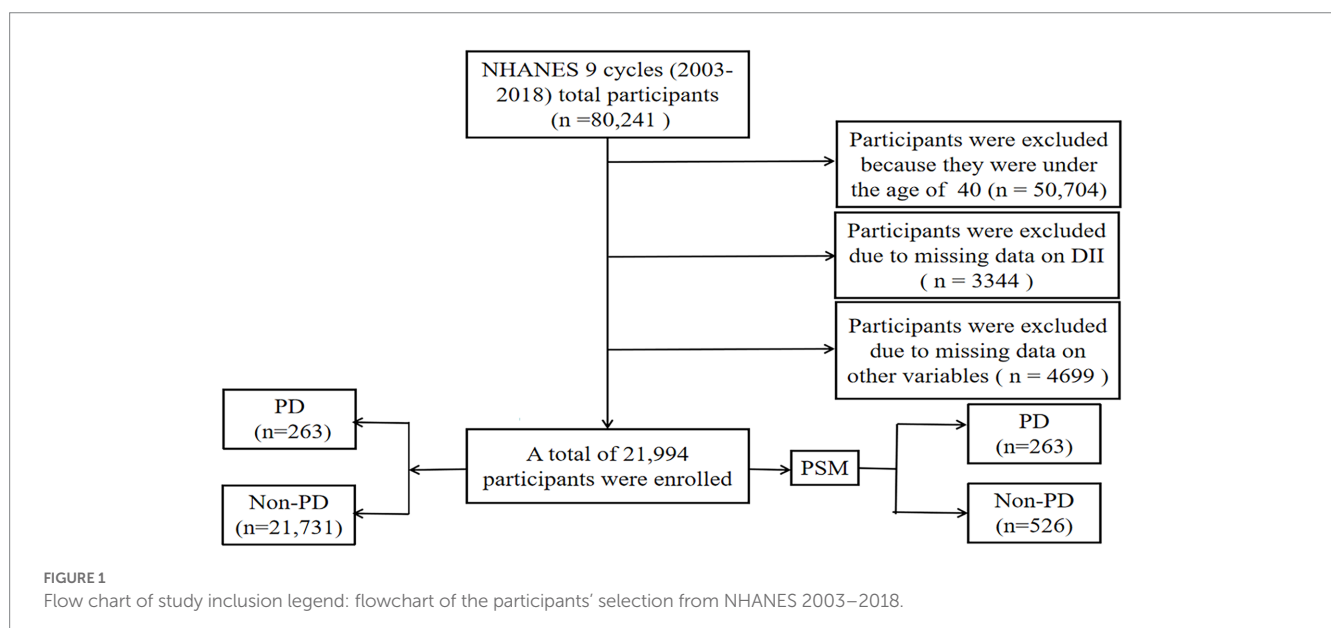 NHANES 9 cycles (2003-
2018) total participants
(n =80,241 )
Participants were excluded
because they were under
the age of 40 (n = 50,704)
Participants were excluded
due to missing data on DII
( n = 3344 )
Participants were excluded
due to missing data on
other variables ( n = 4699 )
PD
(n=263)
Non-PD
(n=21,731)
A total of 21,994
participants were enrolled
PSM
PD
(n=263)
Non-PD
(n=526)
FIGURE 1
Flow chart of study inclusion legend: flowchart of the participants’ selection from NHANES 2003–2018.